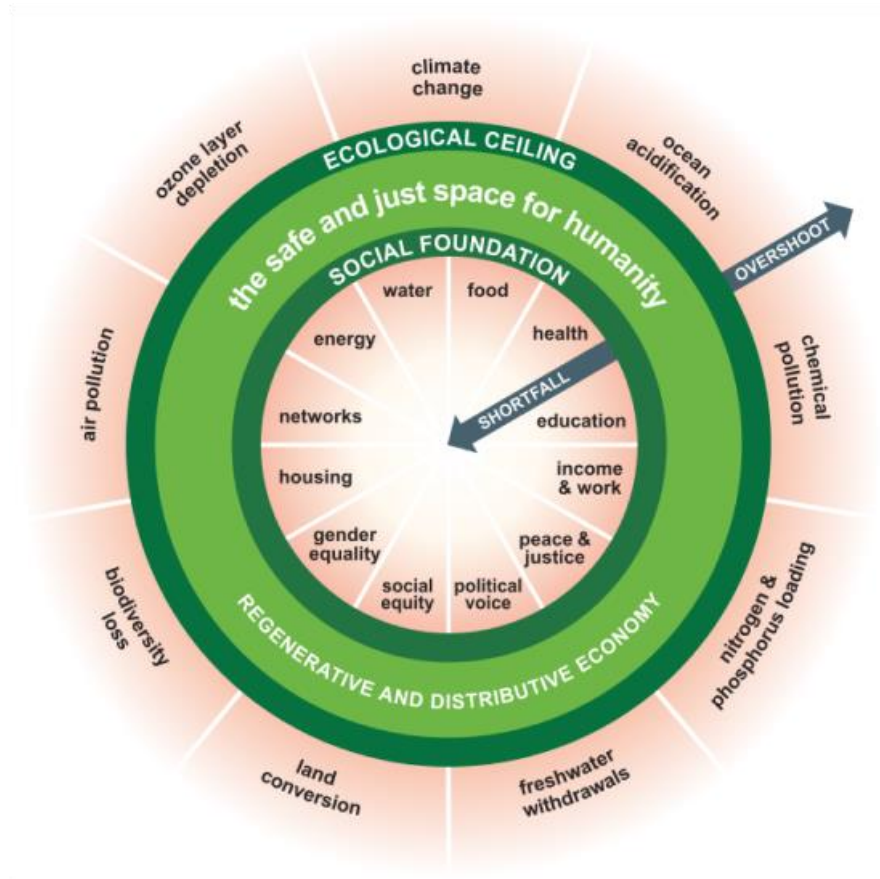 climate
change
ozone layer
depletion
ocean
acidification
ECOLOGICAL CEILING
the safe and just space for humanity
OVERSHOOT
SOCIAL FOUNDATION
water
food
energy
health
air pollution
chemical
pollution
SHORTFALL
networks
education
housing
income
& work
gender
equality
peace &
justice
social
equity
political
voice
biodiversity
loss
nitrogen &
phosphorus loading
REGENERATIVE AND DISTRIBUTIVE ECONOMY
land
conversion
freshwater
withdrawals